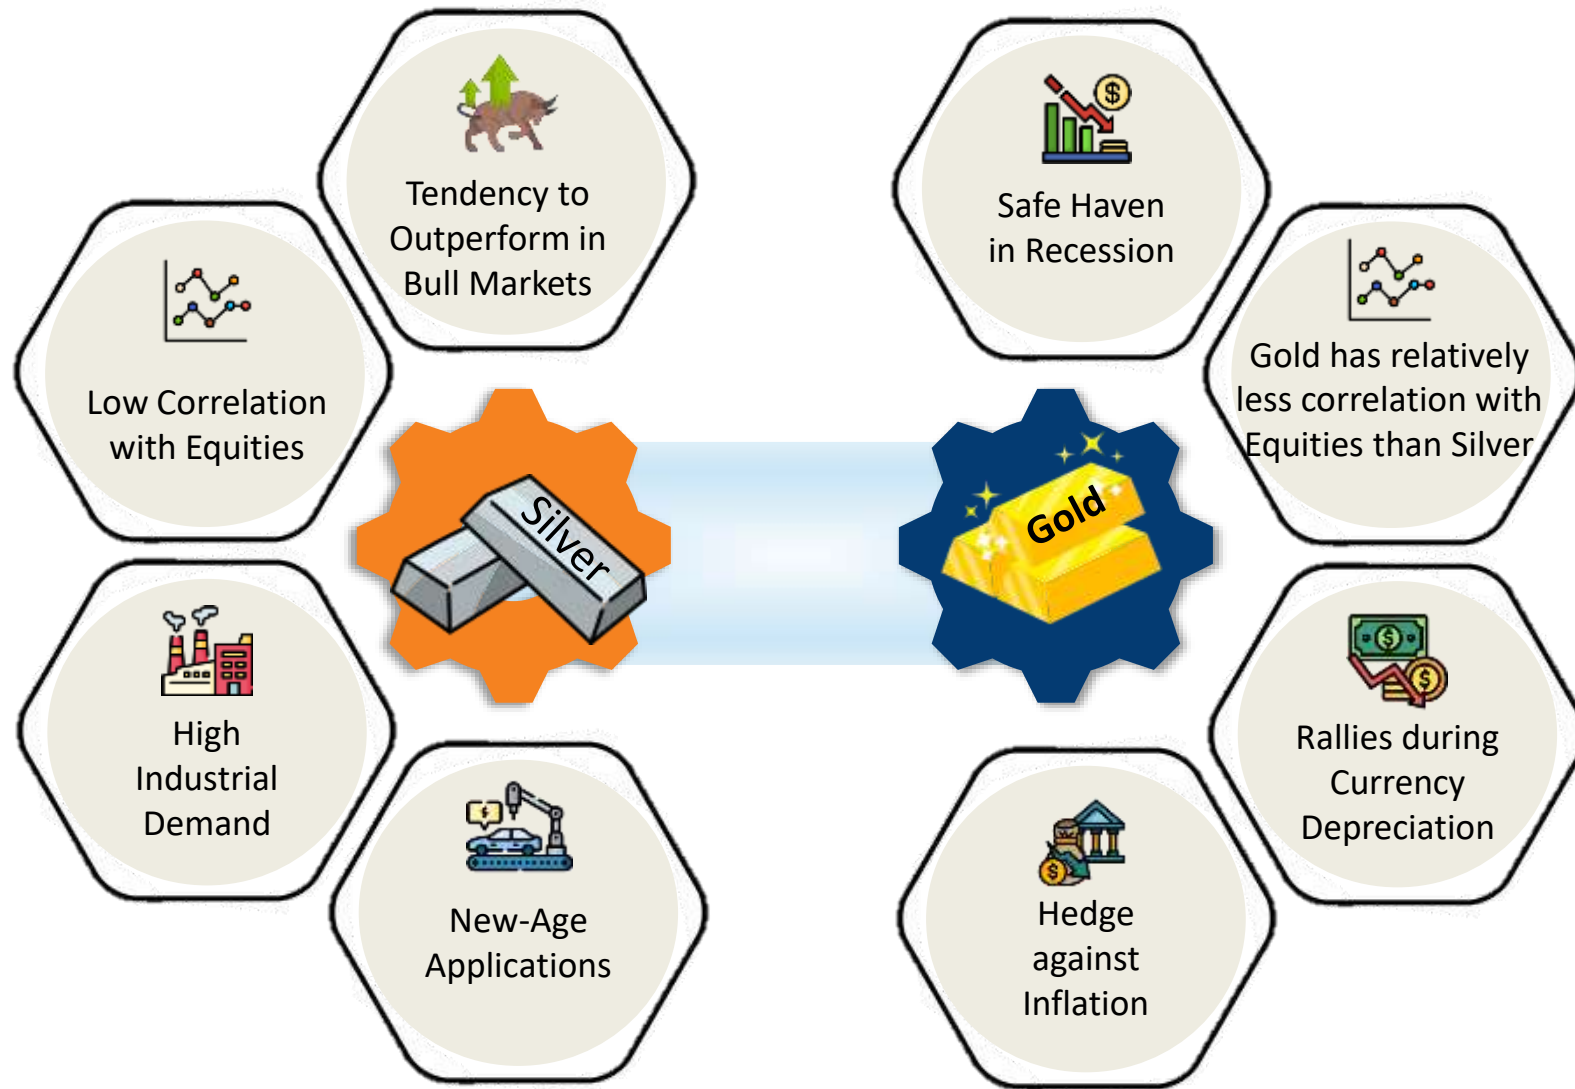 Tendency to
Outperform in
Bull Markets
Low Correlation
with Equities
Silver
High
Industrial
Demand
New-Age
Applications
Safe Haven
in Recession
Gold has relatively
less correlation with
Equities than Silver
Gold
Rallies during
Currency
Depreciation
Hedge
against
Inflation